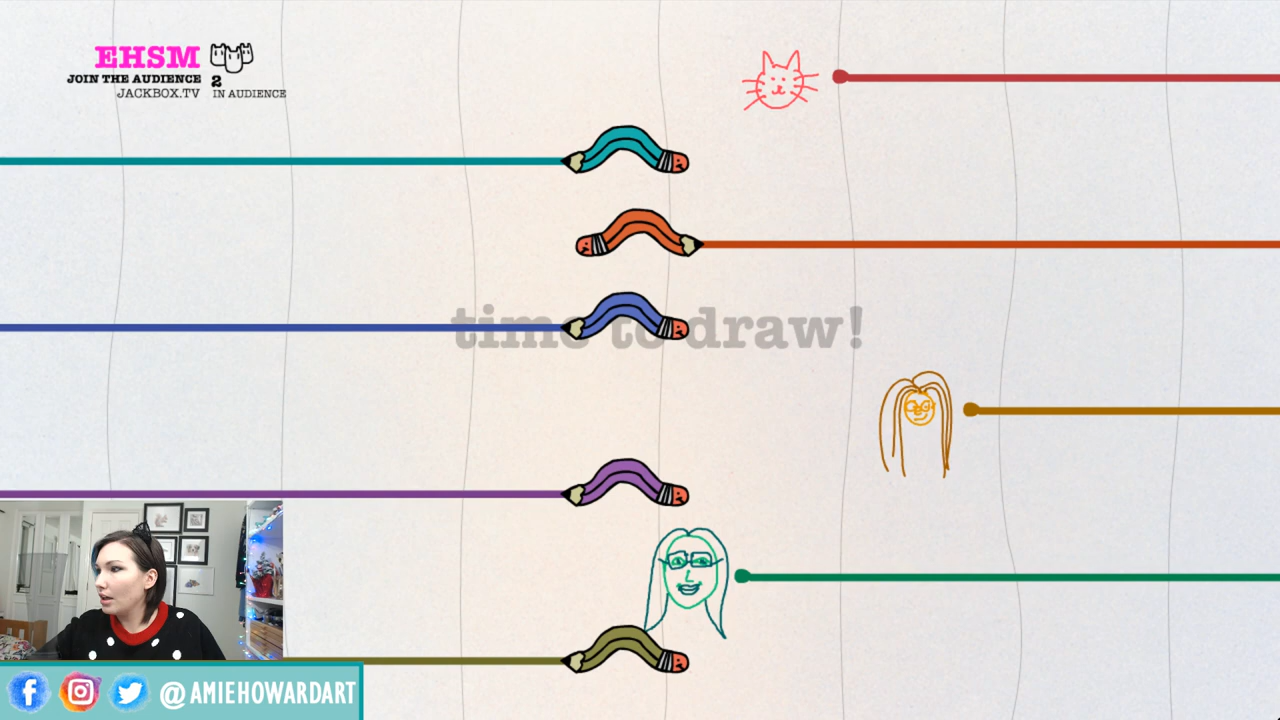 EHSM
JOIN THE AUDIENCE
JACKBOX.TV
2
IN AUDIENCE
time to draw!
@AMIEHOWARDART